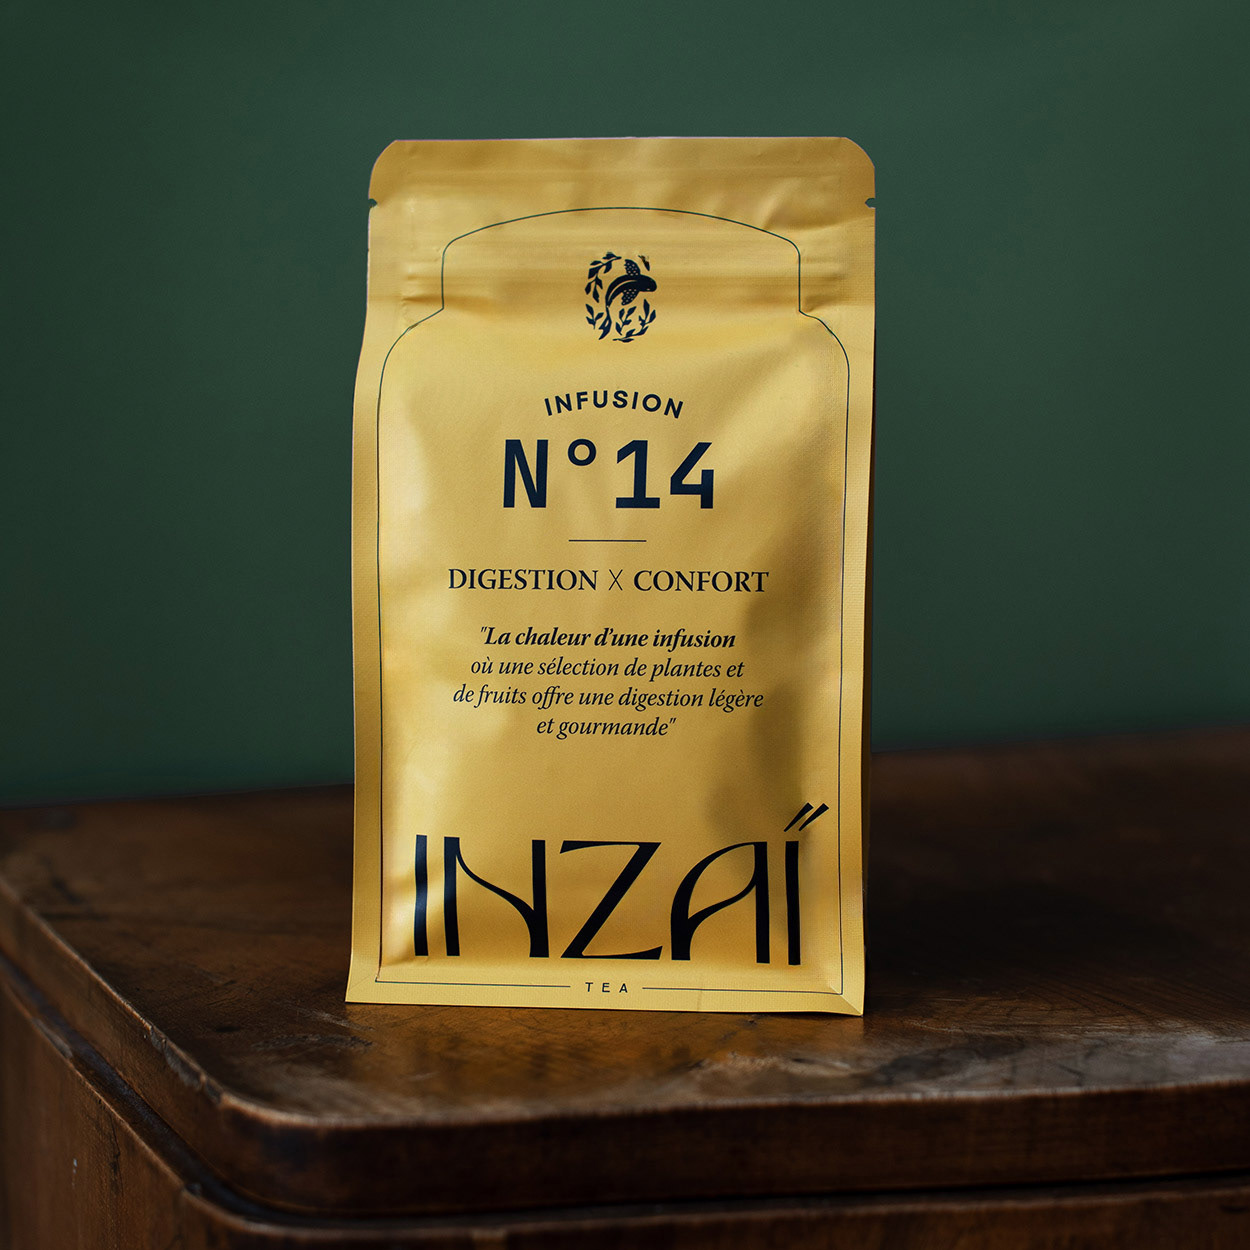 INFUSION
N°14
DIGESTION X CONFORT
"La chaleur d'une infusion
où une sélection de plantes et
de fruits offre une digestion légère
et gourmande"
INZAÏ
TEA